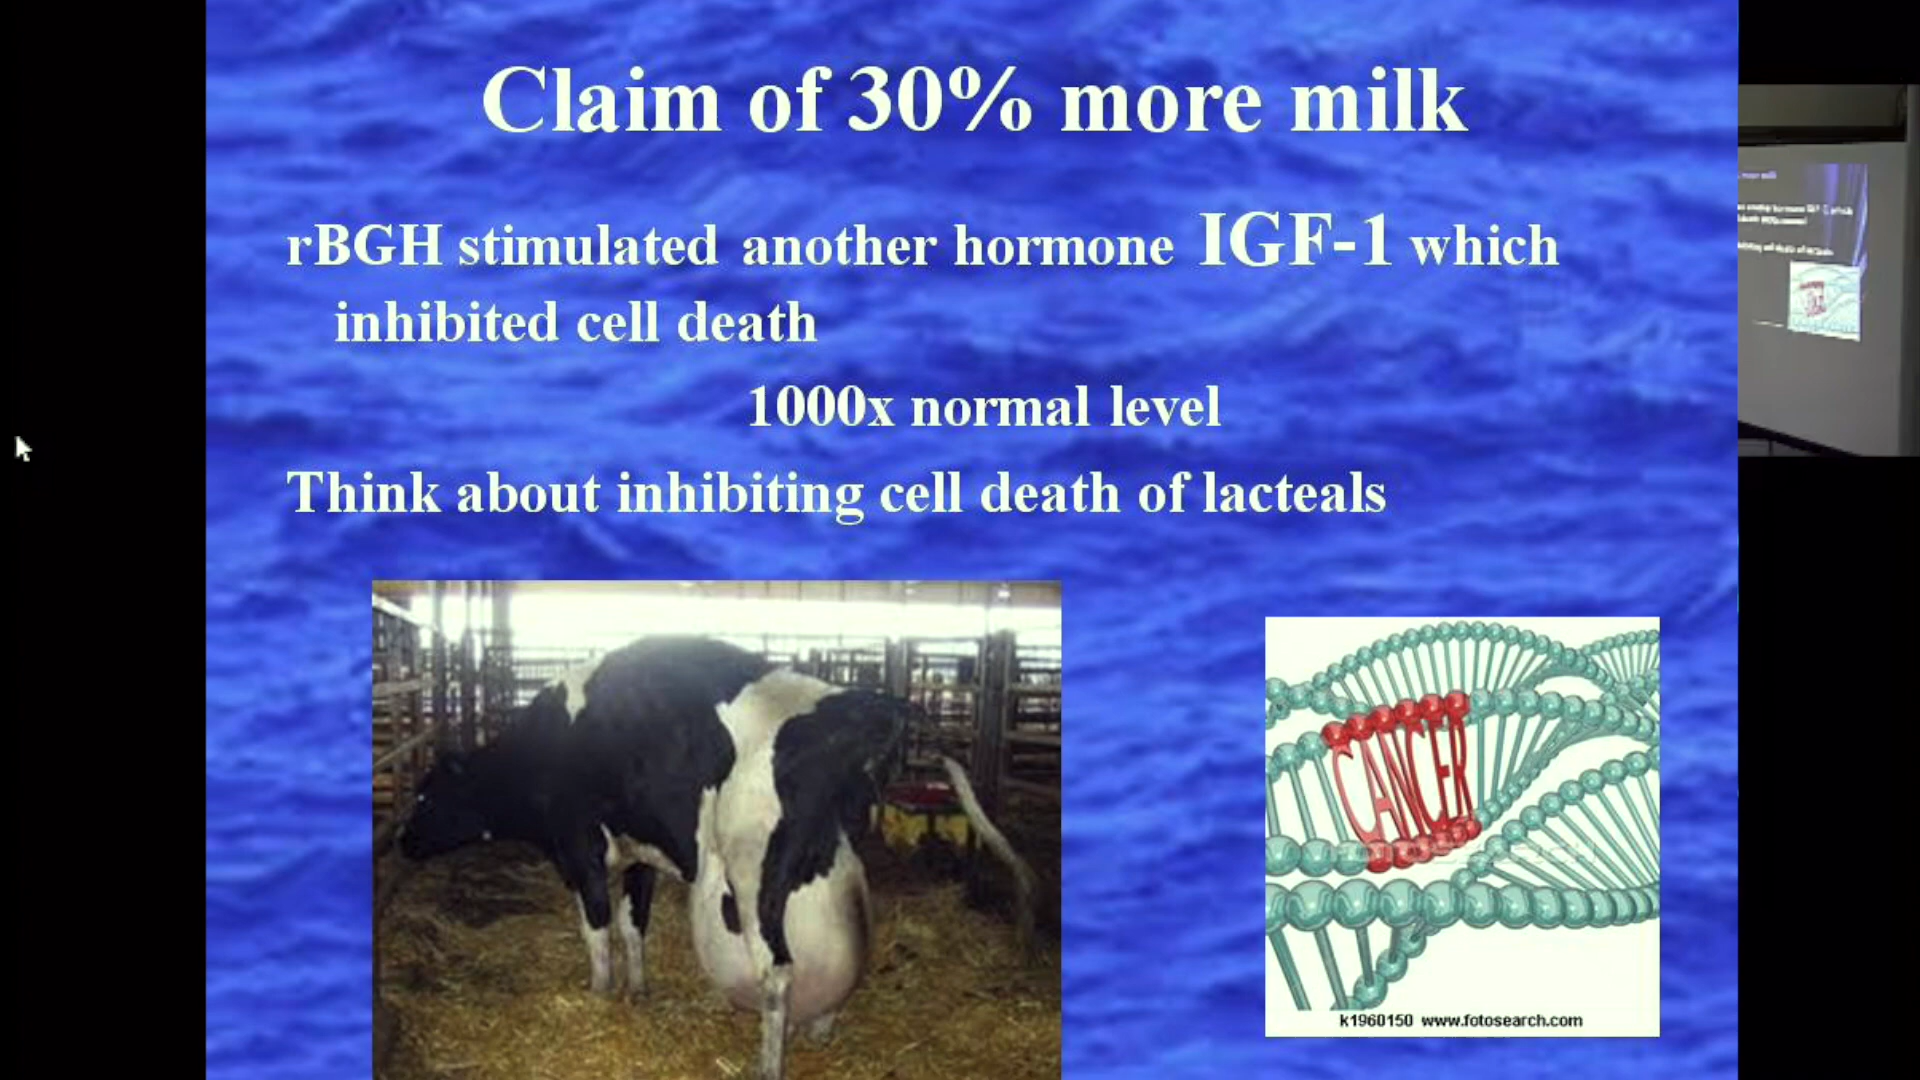 Claim of 30% more milk
rBGH stimulated another hormone IGF-1 which
inhibited cell death
1000x normal level
Think about inhibiting cell death of lacteals
CANCER
k1960150 www.fotosearch.com